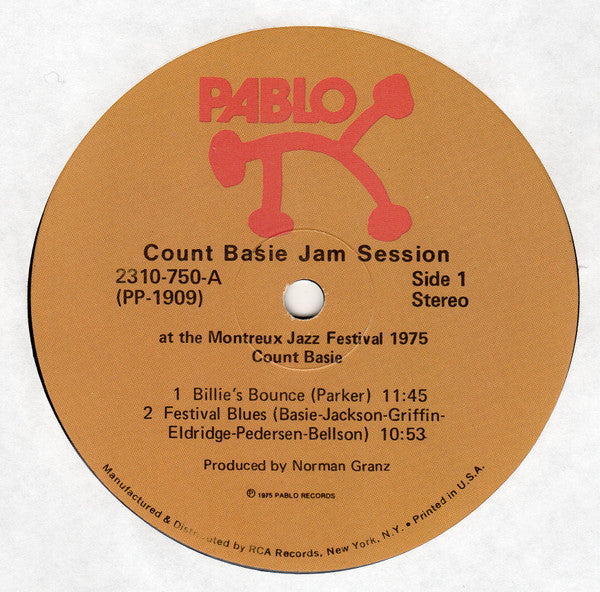 PABLO
Count Basie Jam Session
2310-750-A
(PP-1909)
Side 1
Stereo
at the Montreux Jazz Festival 1975
Count Basie
1 Billie's Bounce (Parker) 11:45
2 Festival Blues (Basie-Jackson-Griffin-
Eldridge-Pedersen-Bellson) 10:53
Produced by Norman Granz
℗ 1975 PABLO RECORDS
Manufactured & Distributed by RCA Records, New York, N.Y. • Printed in U.S.A.